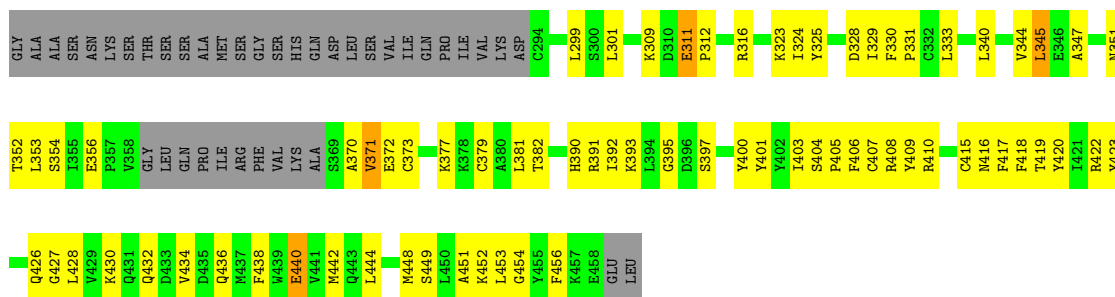 GLY ALA ALA SER ASN LYS SER THR SER SER ALA MET SER GLY SER HIS GLN ASP LEU SER VAL ILE GLN PRO ILE VAL LYS ASP C294 L299 S300 L301 K309 D310 E311 P312 R316 K323 I324 Y325 D328 I329 F330 P331 C332 L333 L340 V344 L345 E346 A347 N351
T352 L353 S354 I355 E356 P357 V358 GLY LEU GLN PRO ILE ARG PHE VAL LYS ALA S369 A370 V371 E372 C373 K377 K378 C379 A380 L381 T382 H390 R391 I392 K393 L394 G395 D396 S397 Y400 Y401 Y402 I403 S404 P405 F406 C407 R408 Y409 R410 C415 N416 F417 F418 T419 Y420 I421 R422 Y423
Q426 G427 L428 V429 K430 Q431 Q432 D433 V434 D435 Q436 M437 F438 W439 E440 V441 M442 Q443 L444 M448 S449 L450 A451 K452 L453 G454 Y455 F456 K457 E458 GLU LEU